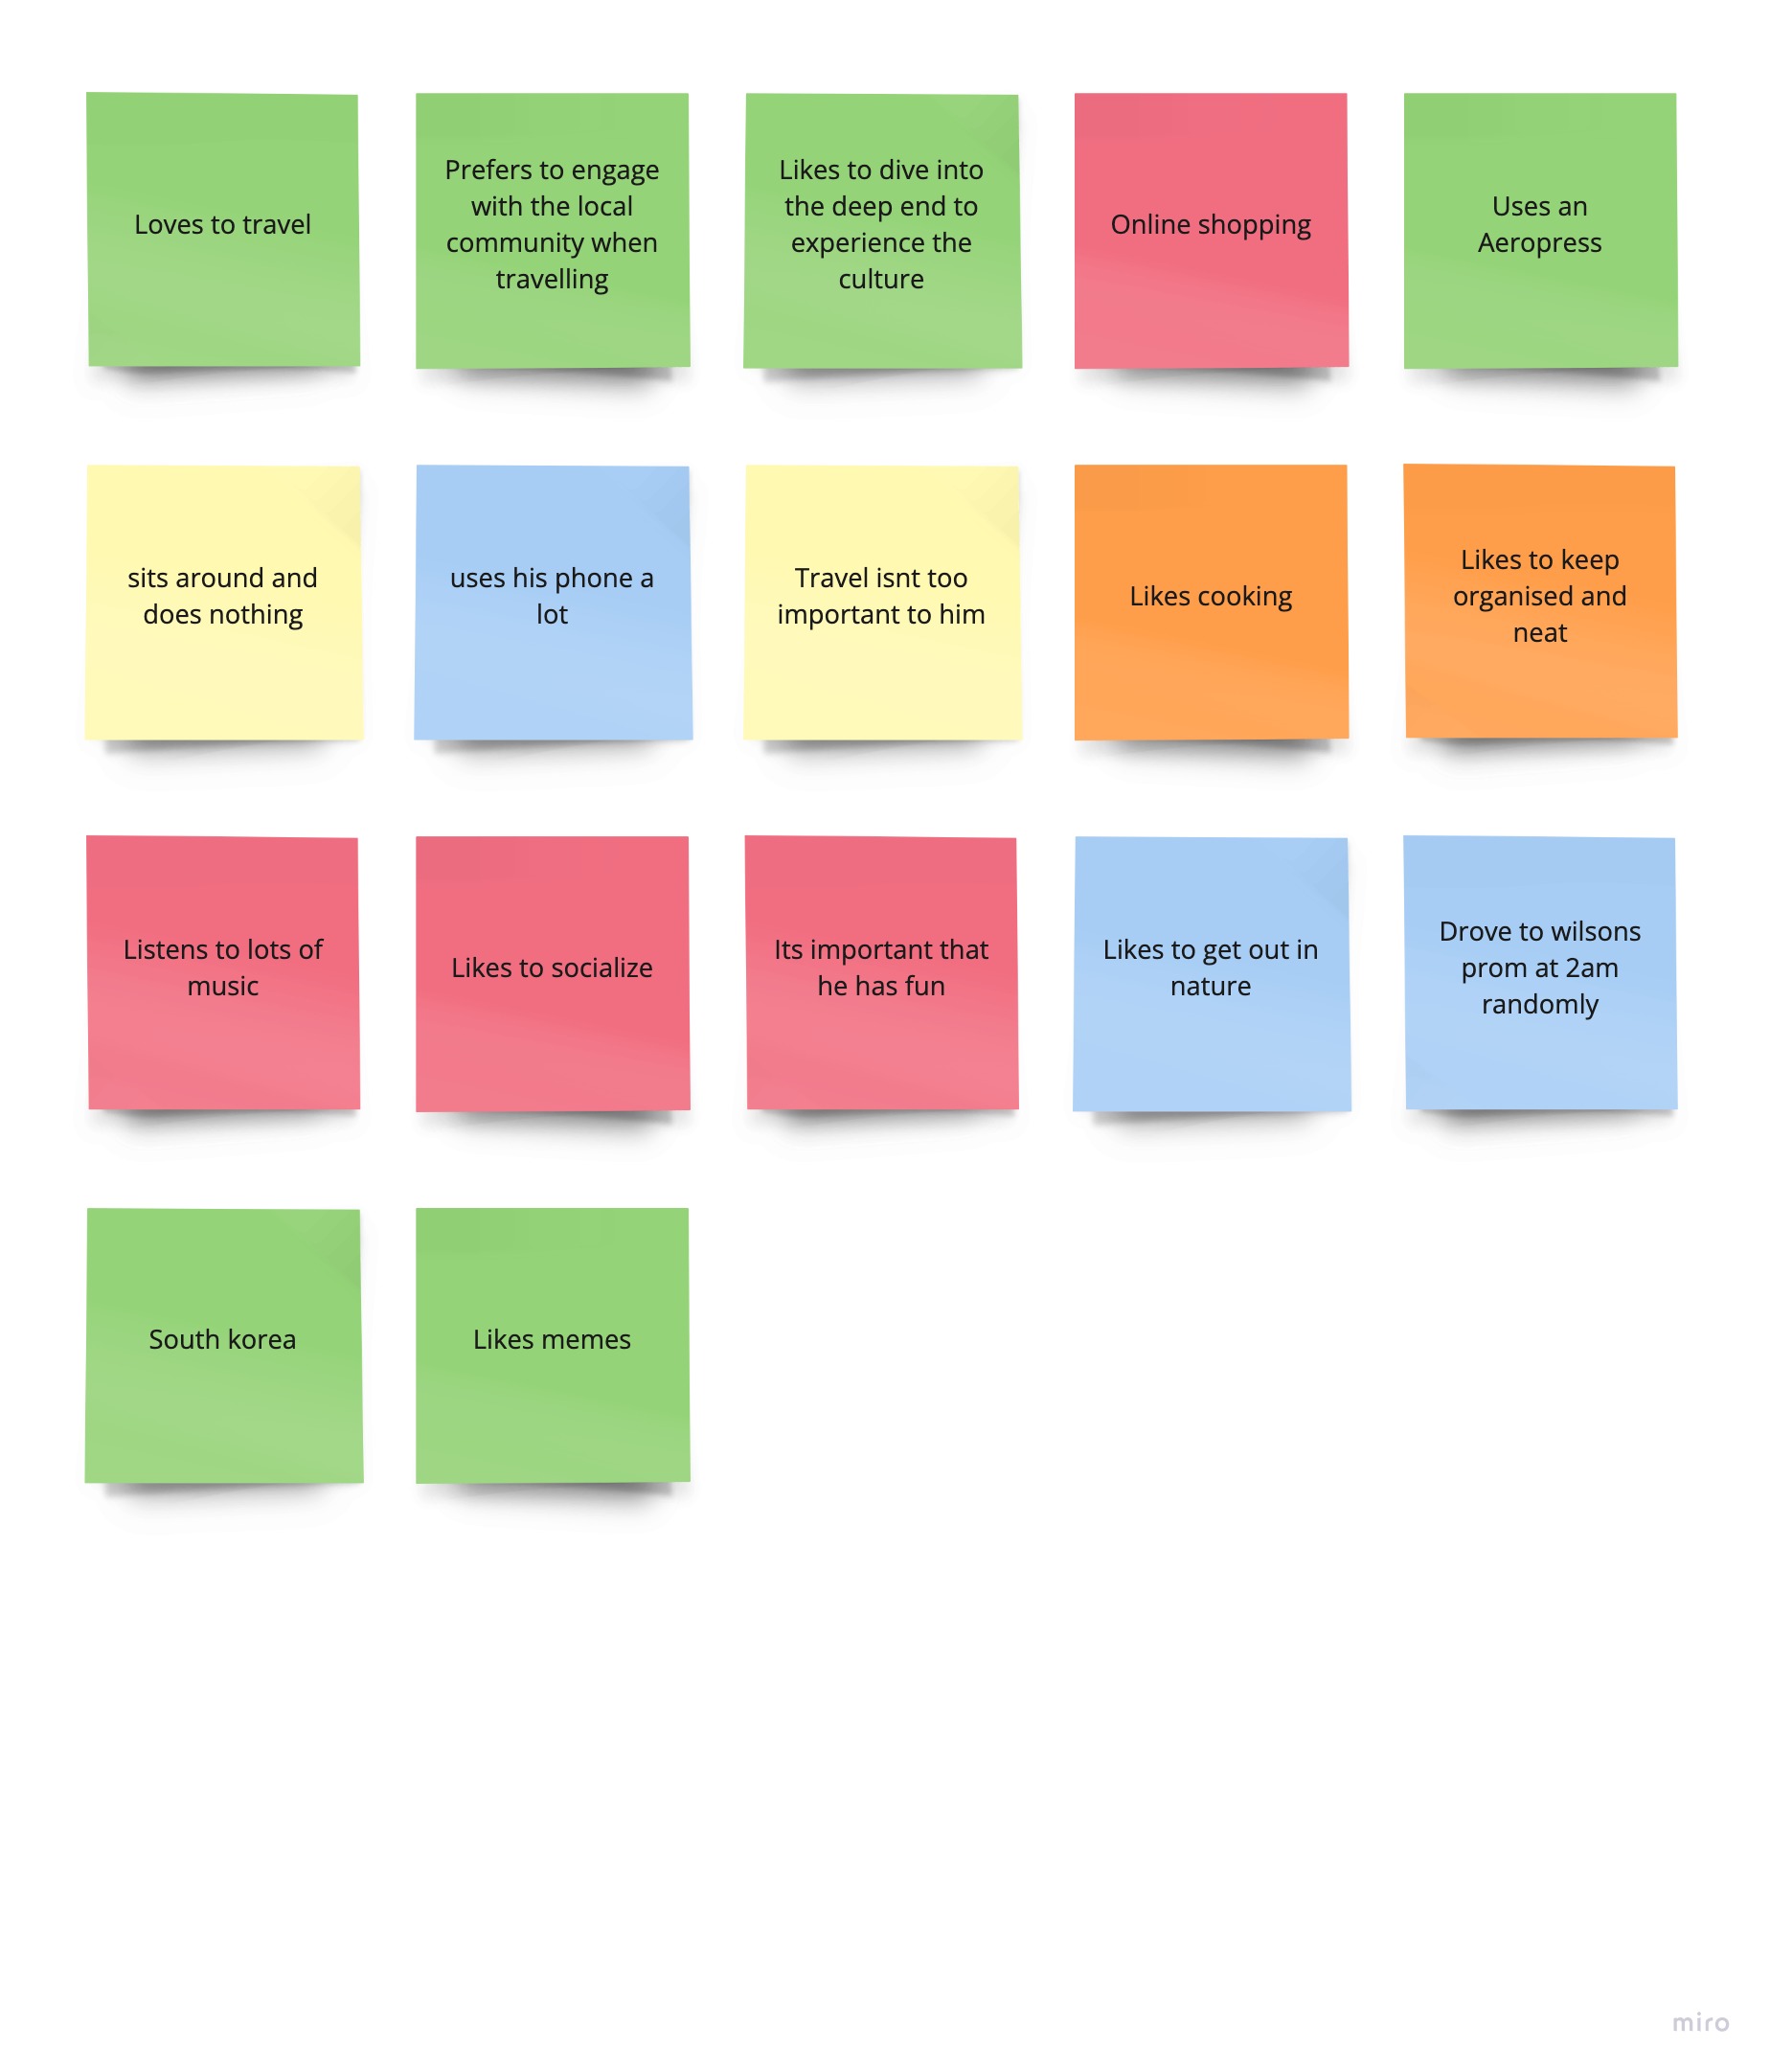 Loves to travel
Prefers to engage
with the local
community when
travelling
Likes to dive into
the deep end to
experience the
culture
Online shopping
Uses an
Aeropress
sits around and
does nothing
uses his phone a
lot
Travel isnt too
important to him
Likes cooking
Likes to keep
organised and
neat
Listens to lots of
music
Likes to socialize
Its important that
he has fun
Likes to get out in
nature
Drove to wilsons
prom at 2am
randomly
South korea
Likes memes
miro